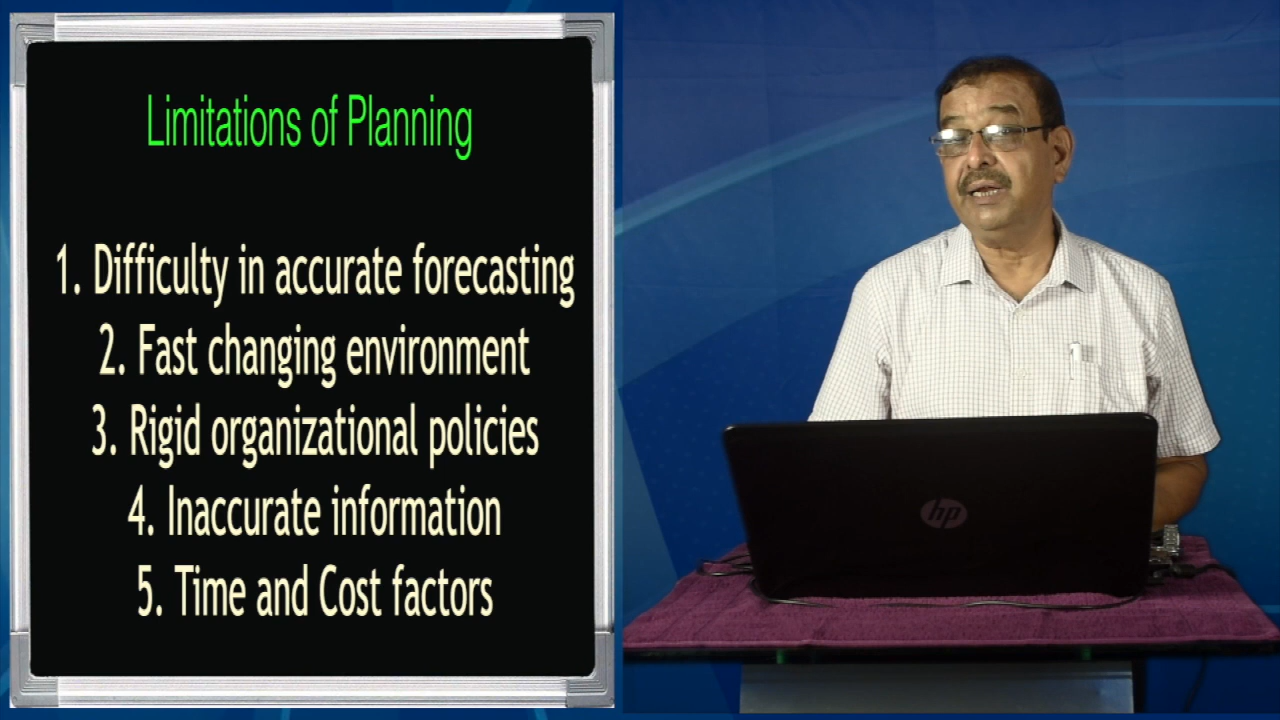 Limitations of Planning
1. Difficulty in accurate forecasting
2. Fast changing environment
3. Rigid organizational policies
4. Inaccurate information
5. Time and Cost factors
hp